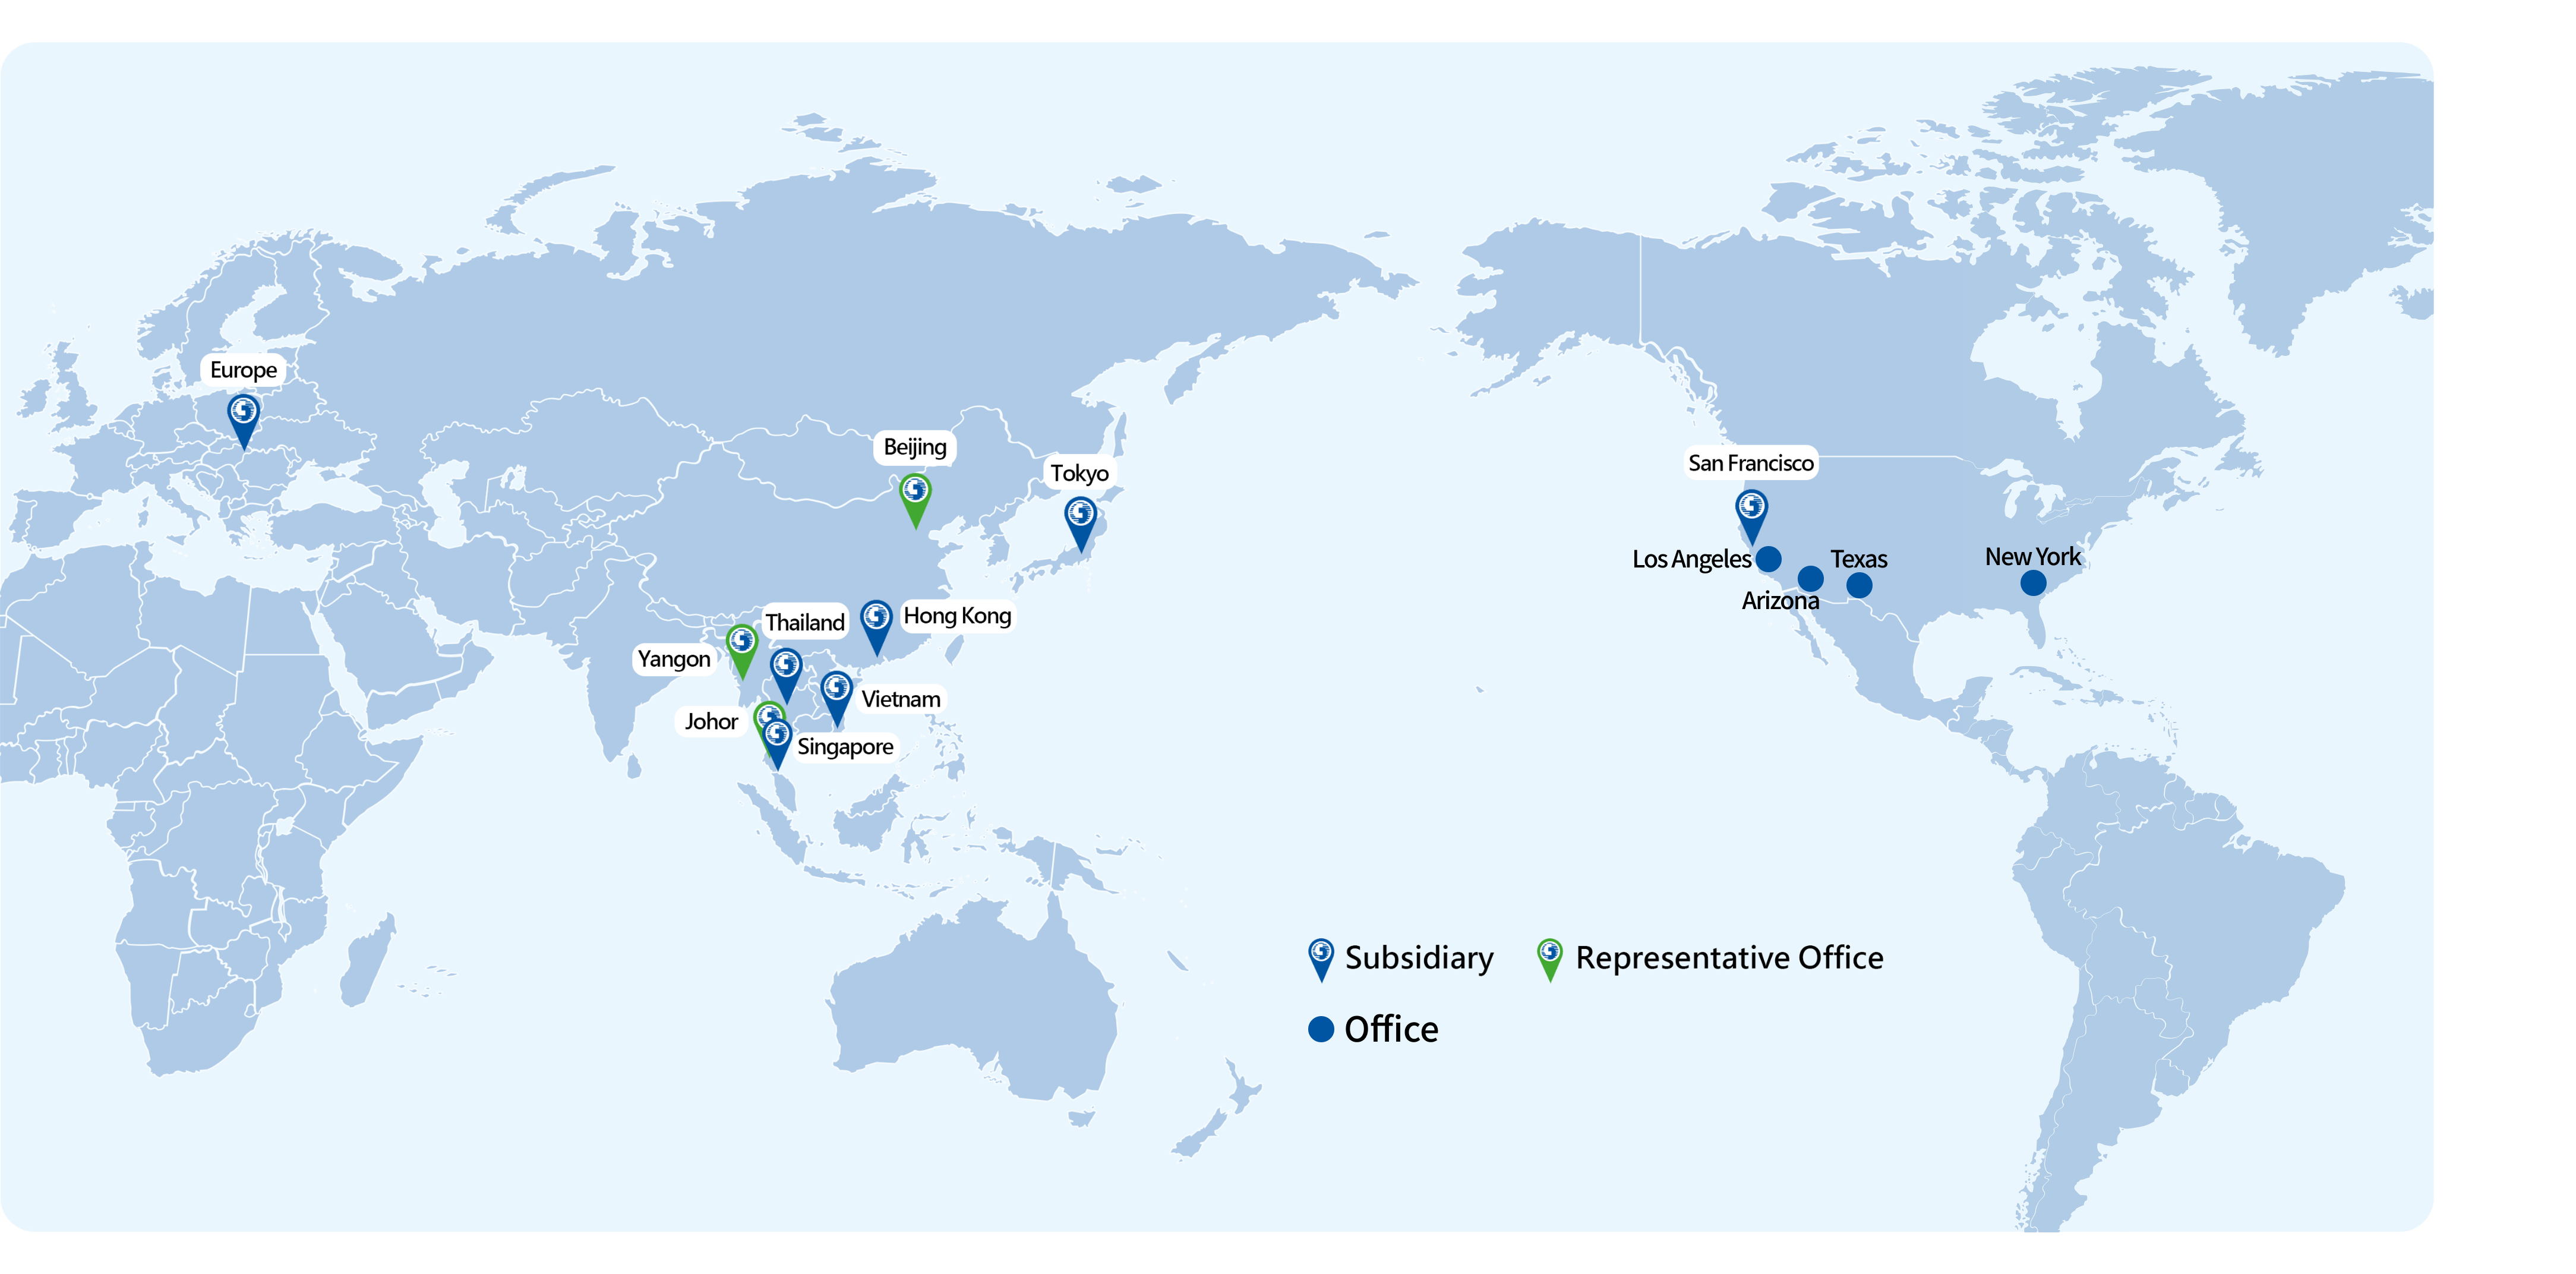 Europe
Beijing
Tokyo
San Francisco
Los Angeles
Texas
New York
Arizona
Thailand
Hong Kong
Yangon
Vietnam
Johor
Singapore
Subsidiary
Representative Office
Office